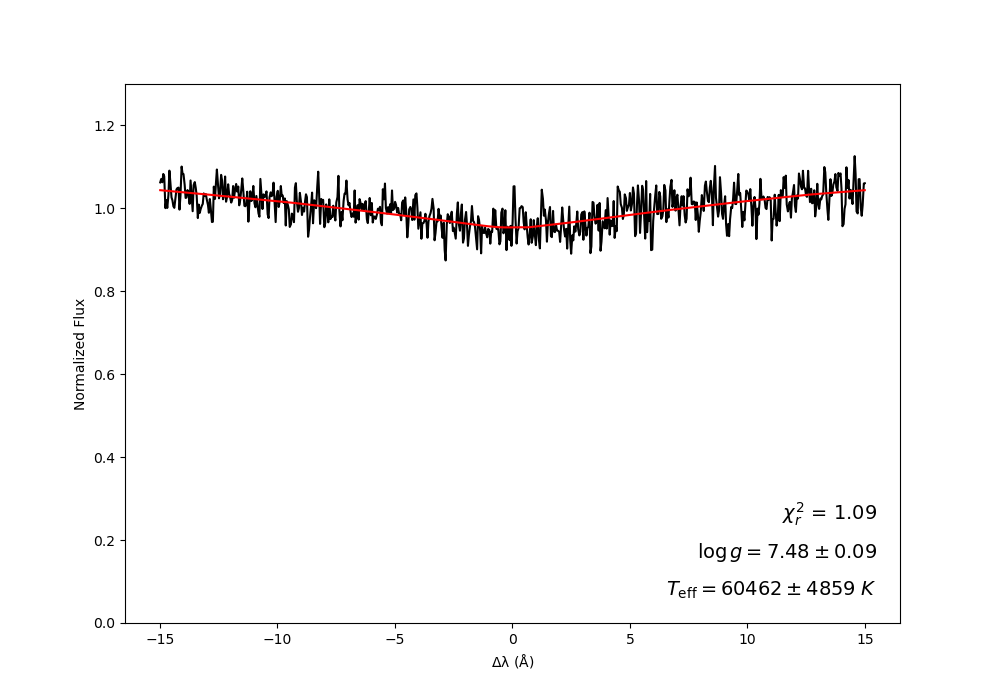 1.2
1.0
0.8
0.6
0.4
0.2
0.0
Normalized Flux
χ²ᵣ = 1.09
log g = 7.48 ± 0.09
T_eff = 60462 ± 4859 K
−15 −10 −5 0 5 10 15
Δλ (Å)